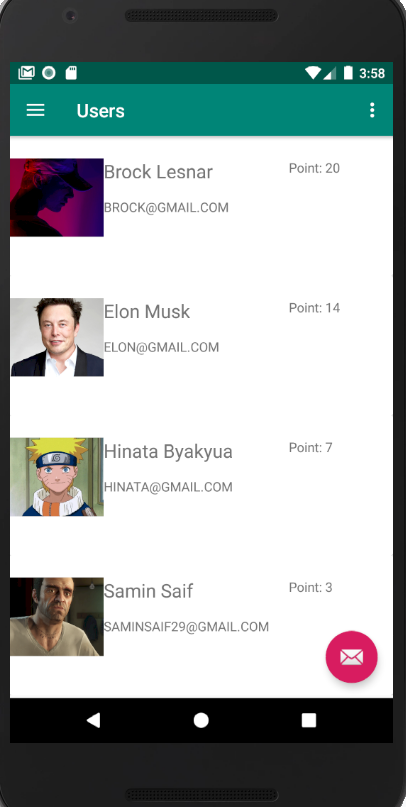 3:58
Users
Brock Lesnar
Point: 20
BROCK@GMAIL.COM
Elon Musk
Point: 14
ELON@GMAIL.COM
Hinata Byakyua
Point: 7
HINATA@GMAIL.COM
Samin Saif
Point: 3
SAMINSAIF29@GMAIL.COM